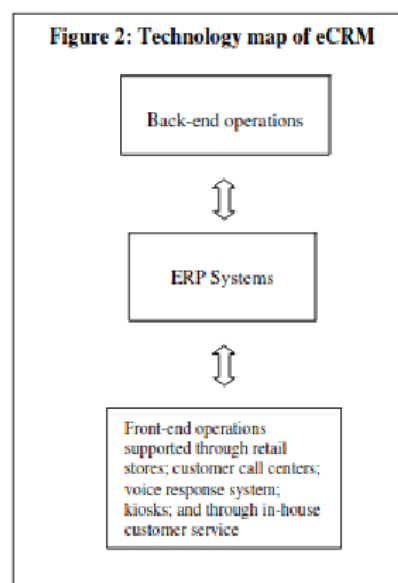 Figure 2: Technology map of eCRM
Back-end operations
ERP Systems
Front-end operations
supported through retail
stores; customer call centers;
voice response system;
kiosks; and through in-house
customer service